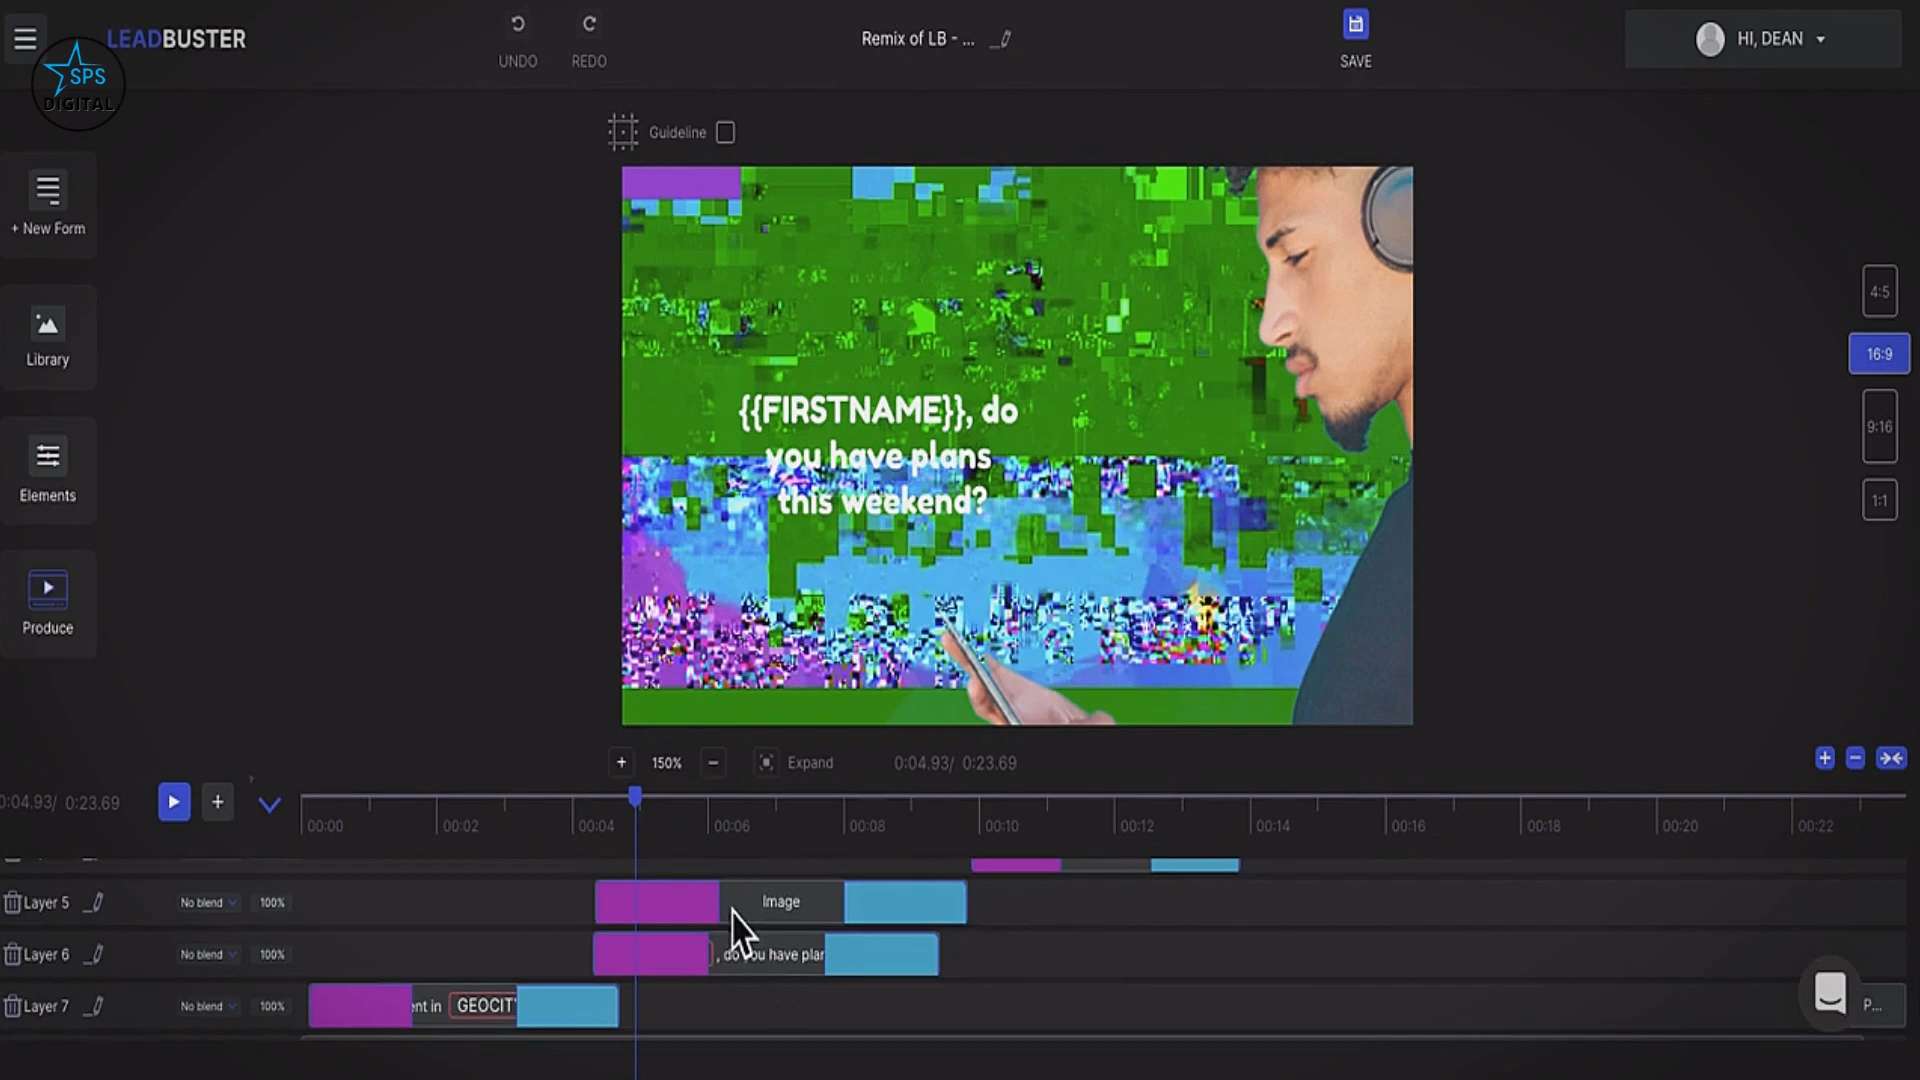 LEADBUSTER
SPS
DIGITAL
UNDO
REDO
Remix of LB - ...
SAVE
HI, DEAN
Guideline
+ New Form
Library
Elements
Produce
{{FIRSTNAME}}, do
you have plans
this weekend?
4:5
16:9
9:16
1:1
+ 150% −
Expand
0:04.93/ 0:23.69
0:04.93/ 0:23.69
00:00 00:02 00:04 00:06 00:08 00:10 00:12 00:14 00:16 00:18 00:20 00:22
Layer 5 No blend 100% Image
Layer 6 No blend 100% , do you have plan
Layer 7 No blend 100% ent in GEOCIT
P...